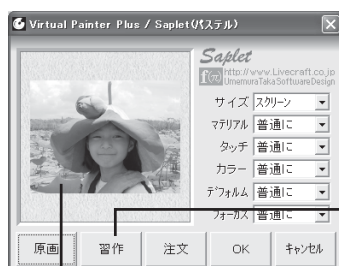 Virtual Painter Plus / Saplet(パステル)
Saplet
f(n) http://www.Livecraft.co.jp
UmemuraTakaSoftwareDesign
サイズ スクリーン
マテリアル 普通に
タッチ 普通に
カラー 普通に
デフォルム 普通に
フォーカス 普通に
原画 習作 注文 OK キャンセル